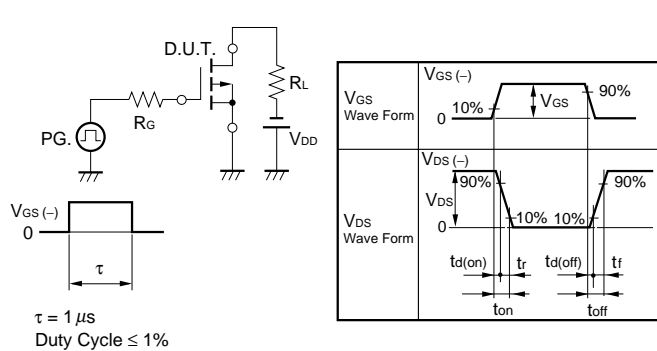 D.U.T.
RL
RG
PG.
VDD
VGS (−)
0
τ
τ = 1 μs
Duty Cycle ≤ 1%
VGS
Wave Form
VGS (−)
10%
0
VGS
90%
VDS
Wave Form
VDS (−)
90%
VDS
0
10%
10%
90%
td(on)
tr
td(off)
tf
ton
toff